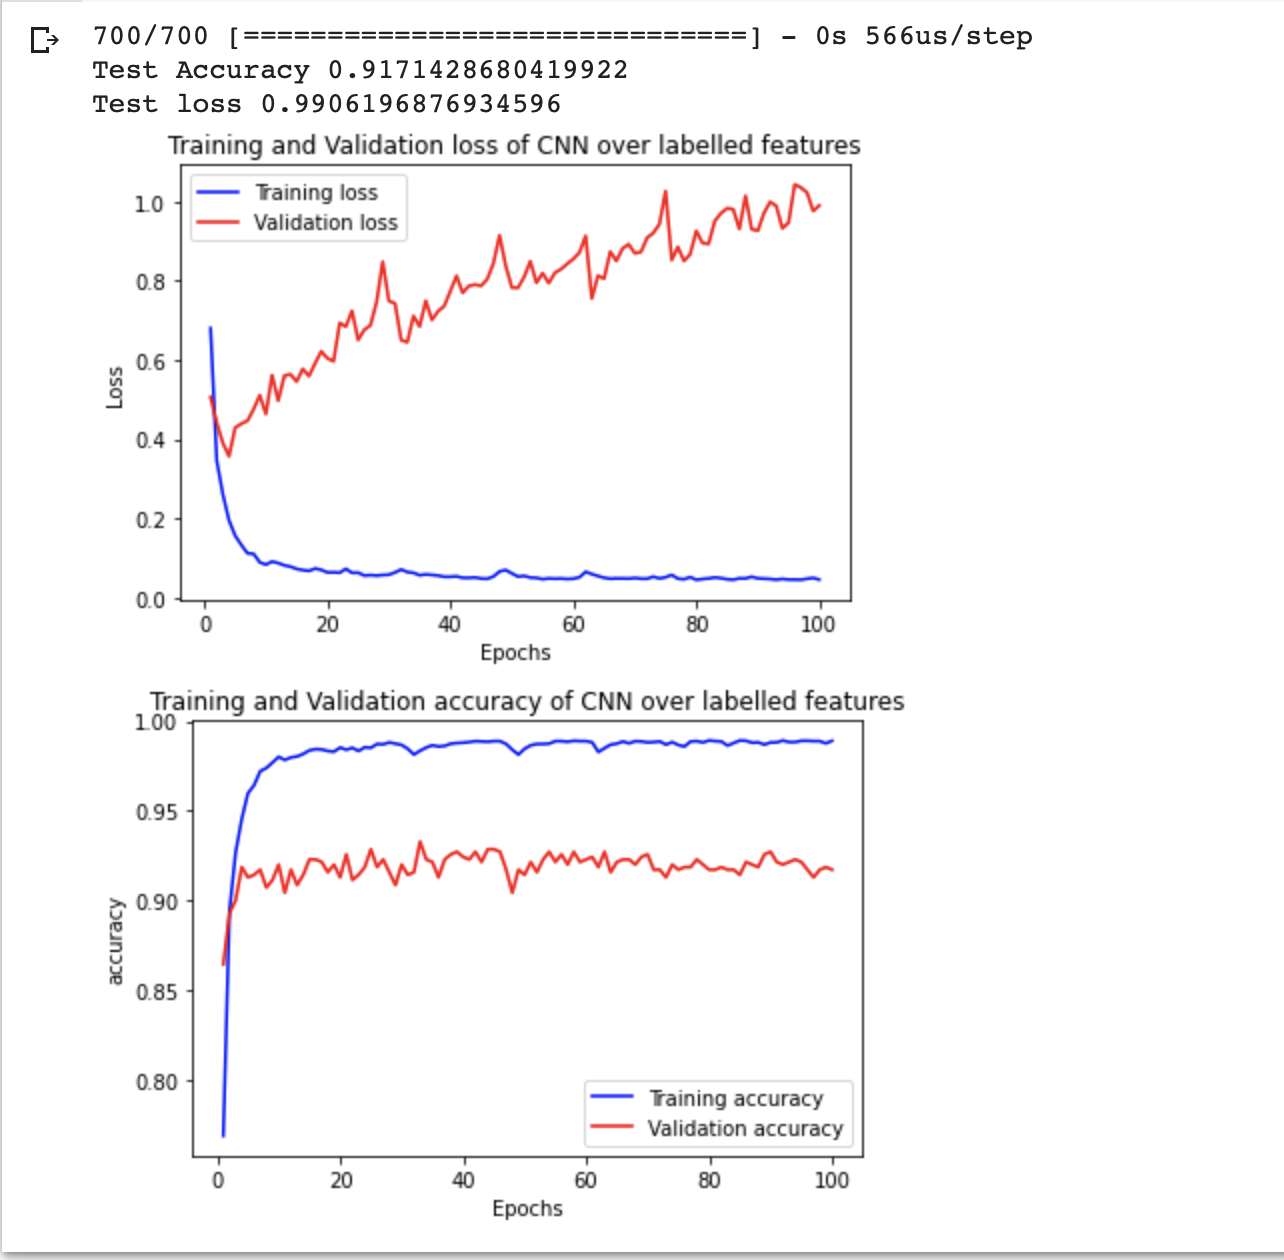 700/700 [==============================] - 0s 566us/step
Test Accuracy 0.9171428680419922
Test loss 0.9906196876934596
Training and Validation loss of CNN over labelled features
Training loss
Validation loss
1.0
0.8
0.6
0.4
0.2
0.0
Loss
0 20 40 60 80 100
Epochs
Training and Validation accuracy of CNN over labelled features
1.00
0.95
0.90
0.85
0.80
accuracy
Training accuracy
Validation accuracy
0 20 40 60 80 100
Epochs